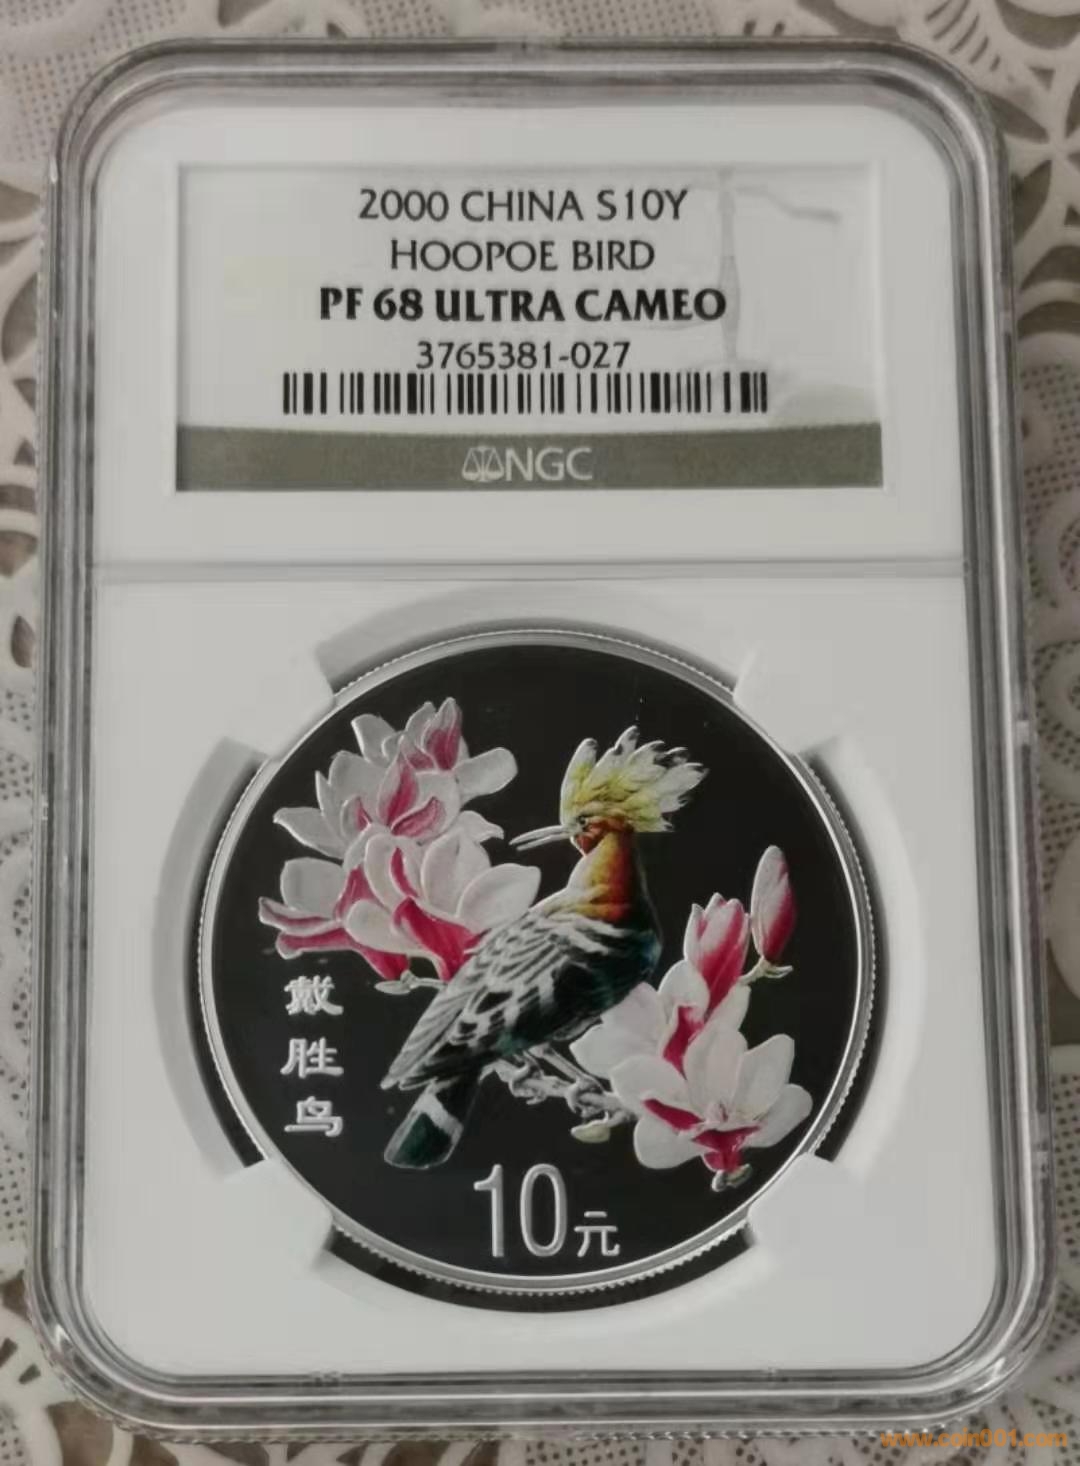 2000 CHINA S10Y
HOOPOE BIRD
PF 68 ULTRA CAMEO
3765381-027
NGC
戴
胜
鸟
10元
www.coin001.com